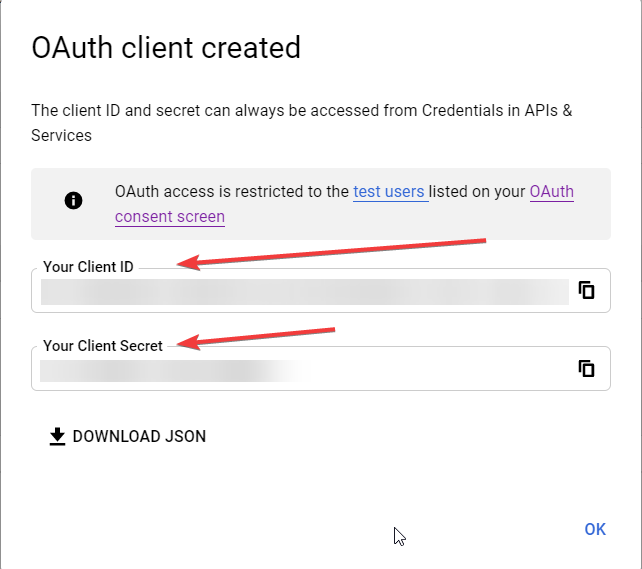 OAuth client created
The client ID and secret can always be accessed from Credentials in APIs &
Services
OAuth access is restricted to the test users listed on your OAuth
consent screen
Your Client ID
Your Client Secret
DOWNLOAD JSON
OK